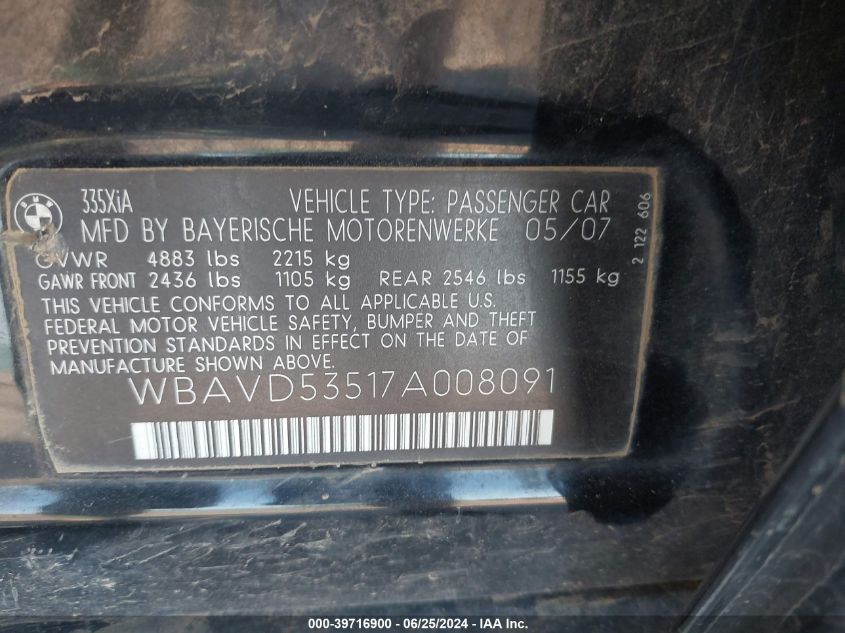 335XiA VEHICLE TYPE: PASSENGER CAR
MFD BY BAYERISCHE MOTORENWERKE 05/07
GVWR 4883 lbs 2215 kg
GAWR FRONT 2436 lbs 1105 kg REAR 2546 lbs 1155 kg
THIS VEHICLE CONFORMS TO ALL APPLICABLE U.S.
FEDERAL MOTOR VEHICLE SAFETY, BUMPER AND THEFT
PREVENTION STANDARDS IN EFFECT ON THE DATE OF
MANUFACTURE SHOWN ABOVE.
WBAVD53517A008091
2 122 606
000-39716900 - 06/25/2024 - IAA Inc.